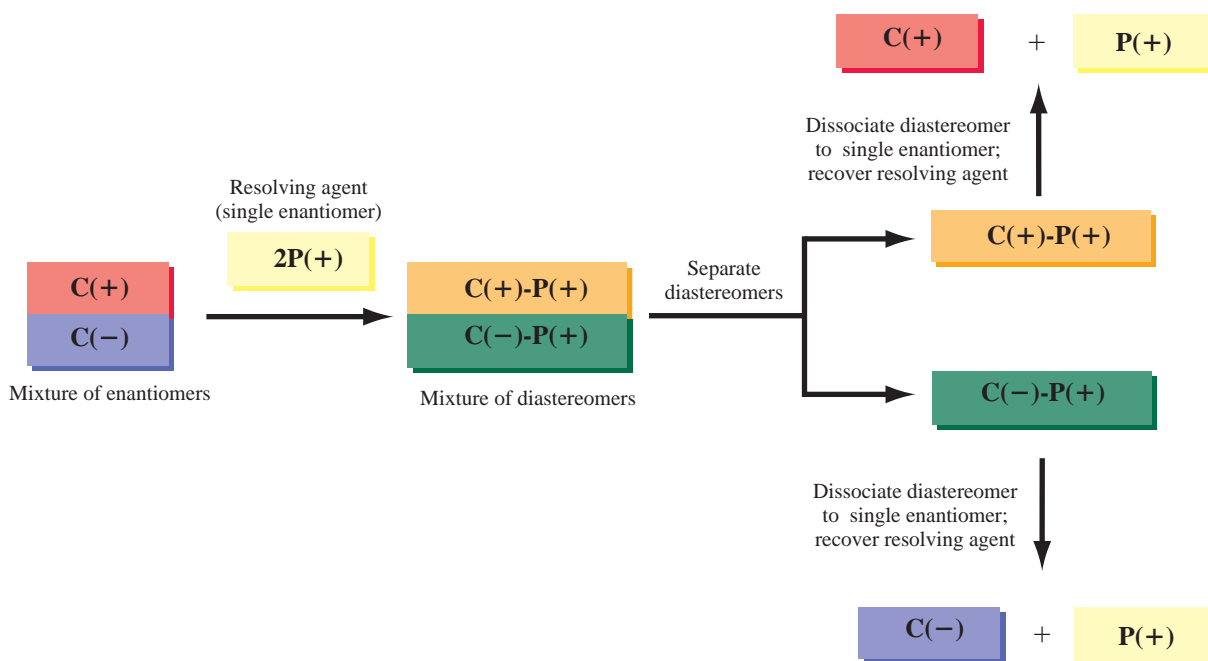 C(+) + P(+)
Dissociate diastereomer
to single enantiomer;
recover resolving agent
Resolving agent
(single enantiomer)
2P(+)
C(+)
C(−)
Mixture of enantiomers
C(+)-P(+)
C(−)-P(+)
Mixture of diastereomers
Separate
diastereomers
C(+)-P(+)
C(−)-P(+)
Dissociate diastereomer
to single enantiomer;
recover resolving agent
C(−) + P(+)